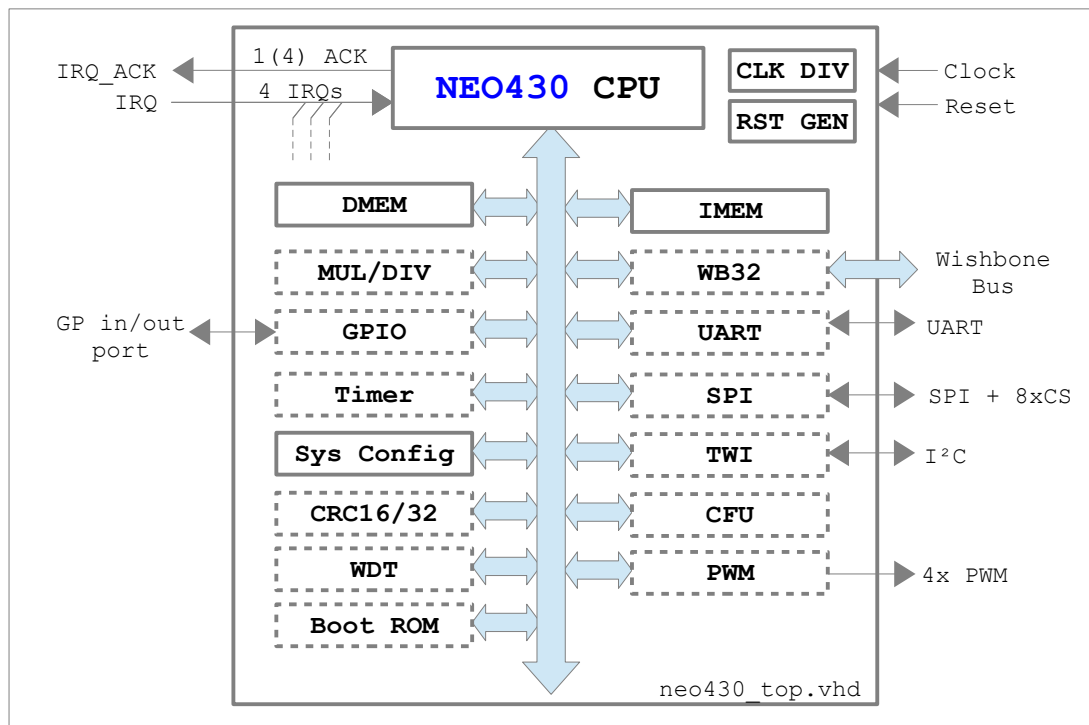 1(4) ACK
IRQ_ACK
IRQ
4 IRQs
NEO430 CPU
CLK DIV
RST GEN
Clock
Reset
DMEM
IMEM
MUL/DIV
WB32
Wishbone
Bus
GP in/out
port
GPIO
UART
UART
Timer
SPI
SPI + 8xCS
Sys Config
TWI
I²C
CRC16/32
CFU
WDT
PWM
4x PWM
Boot ROM
neo430_top.vhd